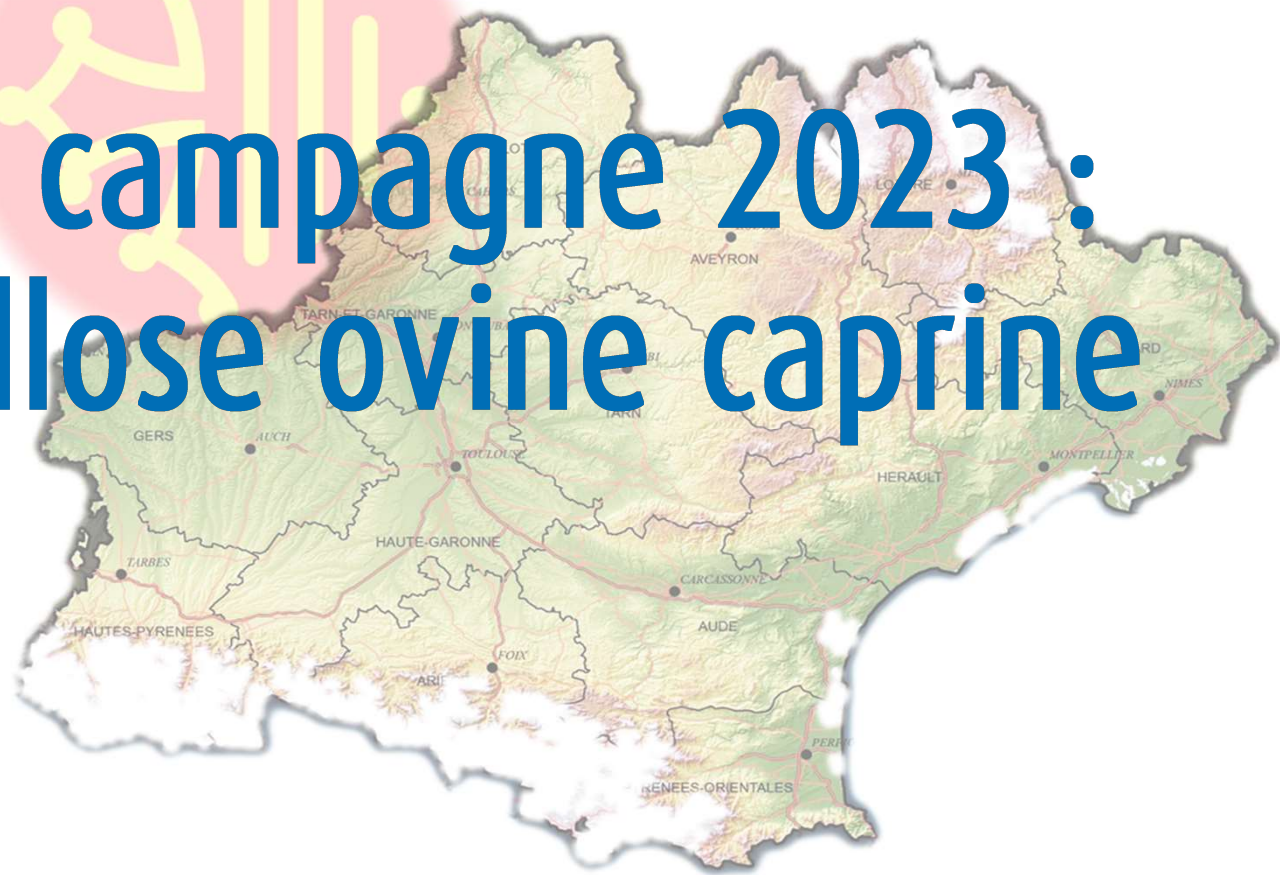 campagne 2023 :
llose ovine caprine
AVEYRON
TARN-ET-GARONNE
TARN
NIMES
GERS
AUCH
TOULOUSE
MONTPELLIER
HERAULT
HAUTE-GARONNE
TARBES
CARCASSONNE
AUDE
HAUTES-PYRENEES
FOIX